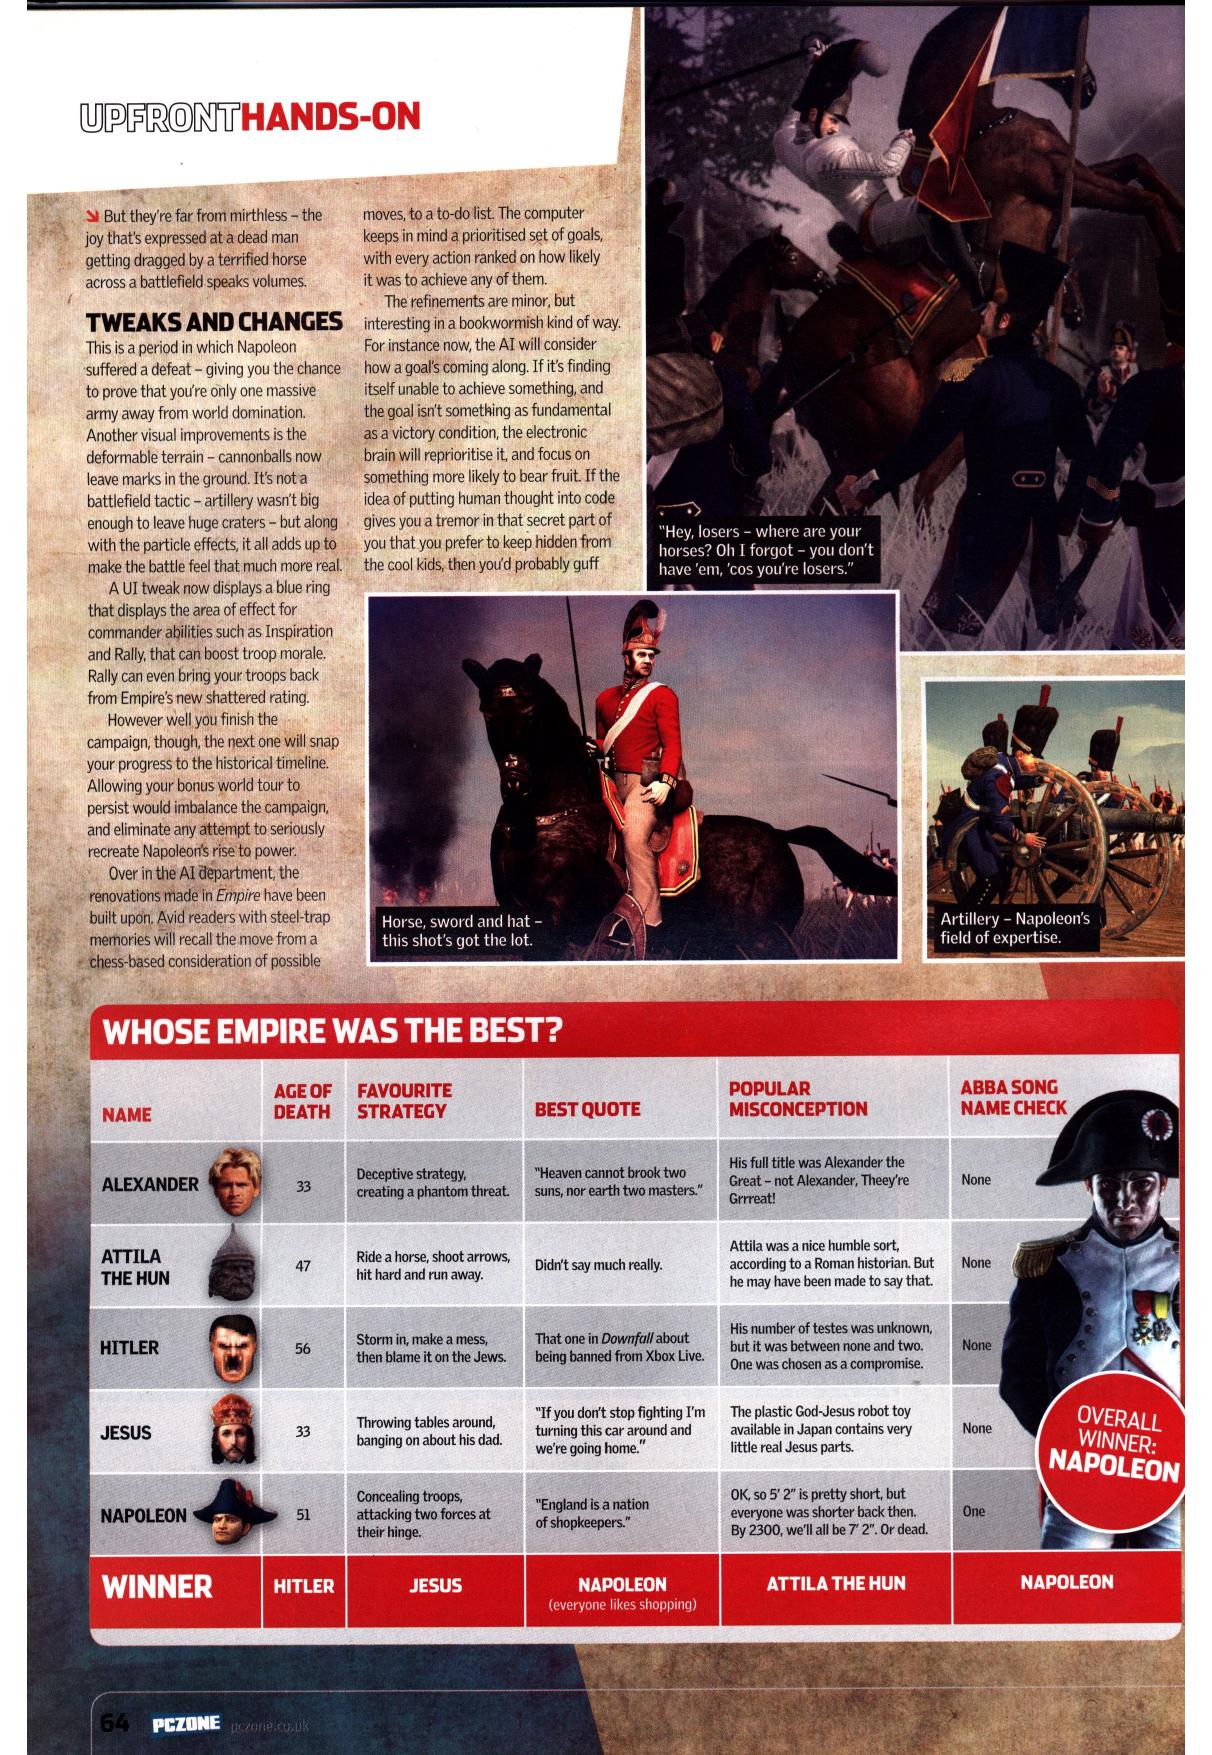 UPFRONTHANDS-ON
But they're far from mirthless – the
joy that's expressed at a dead man
getting dragged by a terrified horse
across a battlefield speaks volumes.
TWEAKS AND CHANGES
This is a period in which Napoleon
suffered a defeat – giving you the chance
to prove that you're only one massive
army away from world domination.
Another visual improvements is the
deformable terrain – cannonballs now
leave marks in the ground. It's not a
battlefield tactic – artillery wasn't big
enough to leave huge craters – but along
with the particle effects, it all adds up to
make the battle feel that much more real.
A UI tweak now displays a blue ring
that displays the area of effect for
commander abilities such as Inspiration
and Rally, that can boost troop morale.
Rally can even bring your troops back
from Empire's new shattered rating.
However well you finish the
campaign, though, the next one will snap
your progress to the historical timeline.
Allowing your bonus world tour to
persist would imbalance the campaign,
and eliminate any attempt to seriously
recreate Napoleon's rise to power.
Over in the AI department, the
renovations made in Empire have been
built upon. Avid readers with steel-trap
memories will recall the move from a
chess-based consideration of possible
moves, to a to-do list. The computer
keeps in mind a prioritised set of goals,
with every action ranked on how likely
it was to achieve any of them.
The refinements are minor, but
interesting in a bookwormish kind of way.
For instance now, the AI will consider
how a goal's coming along. If it's finding
itself unable to achieve something, and
the goal isn't something as fundamental
as a victory condition, the electronic
brain will reprioritise it, and focus on
something more likely to bear fruit. If the
idea of putting human thought into code
gives you a tremor in that secret part of
you that you prefer to keep hidden from
the cool kids, then you'd probably guff
"Hey, losers – where are your
horses? Oh I forgot – you don't
have 'em, 'cos you're losers."
Horse, sword and hat –
this shot's got the lot.
Artillery – Napoleon's
field of expertise.
WHOSE EMPIRE WAS THE BEST?
NAME
AGE OF
DEATH
FAVOURITE
STRATEGY
BEST QUOTE
POPULAR
MISCONCEPTION
ABBA SONG
NAME CHECK
ALEXANDER
33
Deceptive strategy,
creating a phantom threat.
"Heaven cannot brook two
suns, nor earth two masters."
His full title was Alexander the
Great – not Alexander, Theey're
Grrreat!
None
ATTILA
THE HUN
47
Ride a horse, shoot arrows,
hit hard and run away.
Didn't say much really.
Attila was a nice humble sort,
according to a Roman historian. But
he may have been made to say that.
None
HITLER
56
Storm in, make a mess,
then blame it on the Jews.
That one in Downfall about
being banned from Xbox Live.
His number of testes was unknown,
but it was between none and two.
One was chosen as a compromise.
None
JESUS
33
Throwing tables around,
banging on about his dad.
"If you don't stop fighting I'm
turning this car around and
we're going home."
The plastic God-Jesus robot toy
available in Japan contains very
little real Jesus parts.
None
NAPOLEON
51
Concealing troops,
attacking two forces at
their hinge.
"England is a nation
of shopkeepers."
OK, so 5' 2" is pretty short, but
everyone was shorter back then.
By 2300, we'll all be 7' 2". Or dead.
One
OVERALL
WINNER:
NAPOLEON
WINNER
HITLER
JESUS
NAPOLEON
(everyone likes shopping)
ATTILA THE HUN
NAPOLEON
64
PCZONE
pczone.co.uk